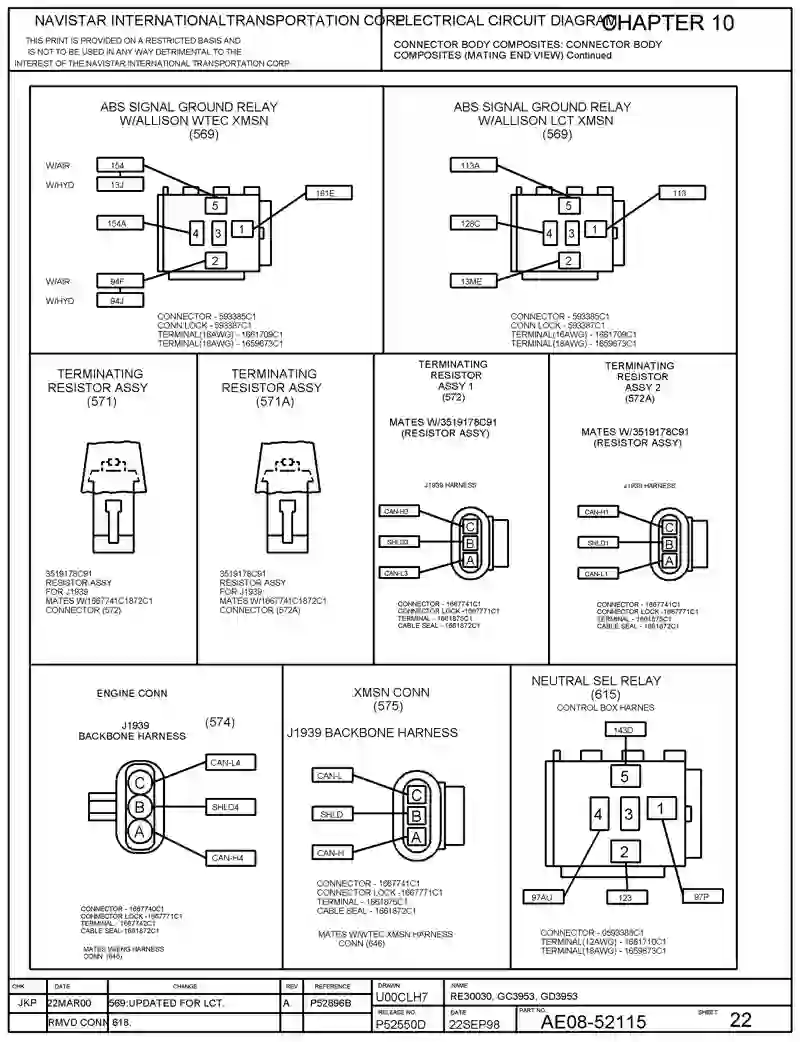 NAVISTAR INTERNATIONALTRANSPORTATION CORP.
ELECTRICAL CIRCUIT DIAGRAM
CHAPTER 10
THIS PRINT IS PROVIDED ON A RESTRICTED BASIS AND
IS NOT TO BE USED IN ANY WAY DETRIMENTAL TO THE
INTEREST OF THE NAVISTAR INTERNATIONAL TRANSPORTATION CORP
CONNECTOR BODY COMPOSITES: CONNECTOR BODY
COMPOSITES (MATING END VIEW) Continued
ABS SIGNAL GROUND RELAY
W/ALLISON WTEC XMSN
(569)
W/AIR
154
W/HYD
13J
161E
5
154A
4
3
1
2
W/AIR
94F
W/HYD
94J
CONNECTOR - 593385C1
CONN LOCK - 593387C1
TERMINAL(16AWG) - 1661709C1
TERMINAL(18AWG) - 1659673C1
ABS SIGNAL GROUND RELAY
W/ALLISON LCT XMSN
(569)
113A
113
5
128C
4
3
1
2
13ME
CONNECTOR - 593385C1
CONN LOCK - 593387C1
TERMINAL(16AWG) - 1661709C1
TERMINAL(18AWG) - 1659673C1
TERMINATING
RESISTOR ASSY
(571)
3519178C91
RESISTOR ASSY
FOR J1939
MATES W/1667741C1872C1
CONNECTOR (572)
TERMINATING
RESISTOR ASSY
(571A)
3519178C91
RESISTOR ASSY
FOR J1939
MATES W/1667741C1872C1
CONNECTOR (572A)
TERMINATING
RESISTOR
ASSY 1
(572)
MATES W/3519178C91
(RESISTOR ASSY)
J1939 HARNESS
CAN-H3
C
SHLD3
B
A
CAN-L3
CONNECTOR - 1667741C1
CONNECTOR LOCK -1667771C1
TERMINAL - 1661875C1
CABLE SEAL - 1661872C1
TERMINATING
RESISTOR
ASSY 2
(572A)
MATES W/3519178C91
(RESISTOR ASSY)
J1939 HARNESS
CAN-H1
C
SHLD1
B
A
CAN-L1
CONNECTOR - 1667741C1
CONNECTOR LOCK -1667771C1
TERMINAL - 1661875C1
CABLE SEAL - 1661872C1
ENGINE CONN
(574)
J1939
BACKBONE HARNESS
CAN-L4
C
B
SHLD4
A
CAN-H4
CONNECTOR - 1667740C1
CONNECTOR LOCK -1667771C1
TERMINAL - 1667742C1
CABLE SEAL-1661872C1
MATES W/ENG HARNESS
CONN (646)
XMSN CONN
(575)
J1939 BACKBONE HARNESS
CAN-L
C
SHLD
B
A
CAN-H
CONNECTOR - 1667741C1
CONNECTOR LOCK -1667771C1
TERMINAL - 1661875C1
CABLE SEAL - 1661872C1
MATES W/WTEC XMSN HARNESS
CONN (646)
NEUTRAL SEL RELAY
(615)
CONTROL BOX HARNES
143D
5
4
3
1
2
97AU
123
97P
CONNECTOR - 0593388C1
TERMINAL(12AWG) - 1661710C1
TERMINAL(18AWG) - 1659673C1
CHK
DATE
CHANGE
REV
REFERENCE
DRAWN
NAME
JKP
22MAR00
569:UPDATED FOR LCT.
A
P52896B
U00CLH7
RE30030, GC3953, GD3953
RMVD CONN 618.
RELEASE NO.
P52550D
DATE
22SEP98
PART NO.
AE08-52115
SHEET
22